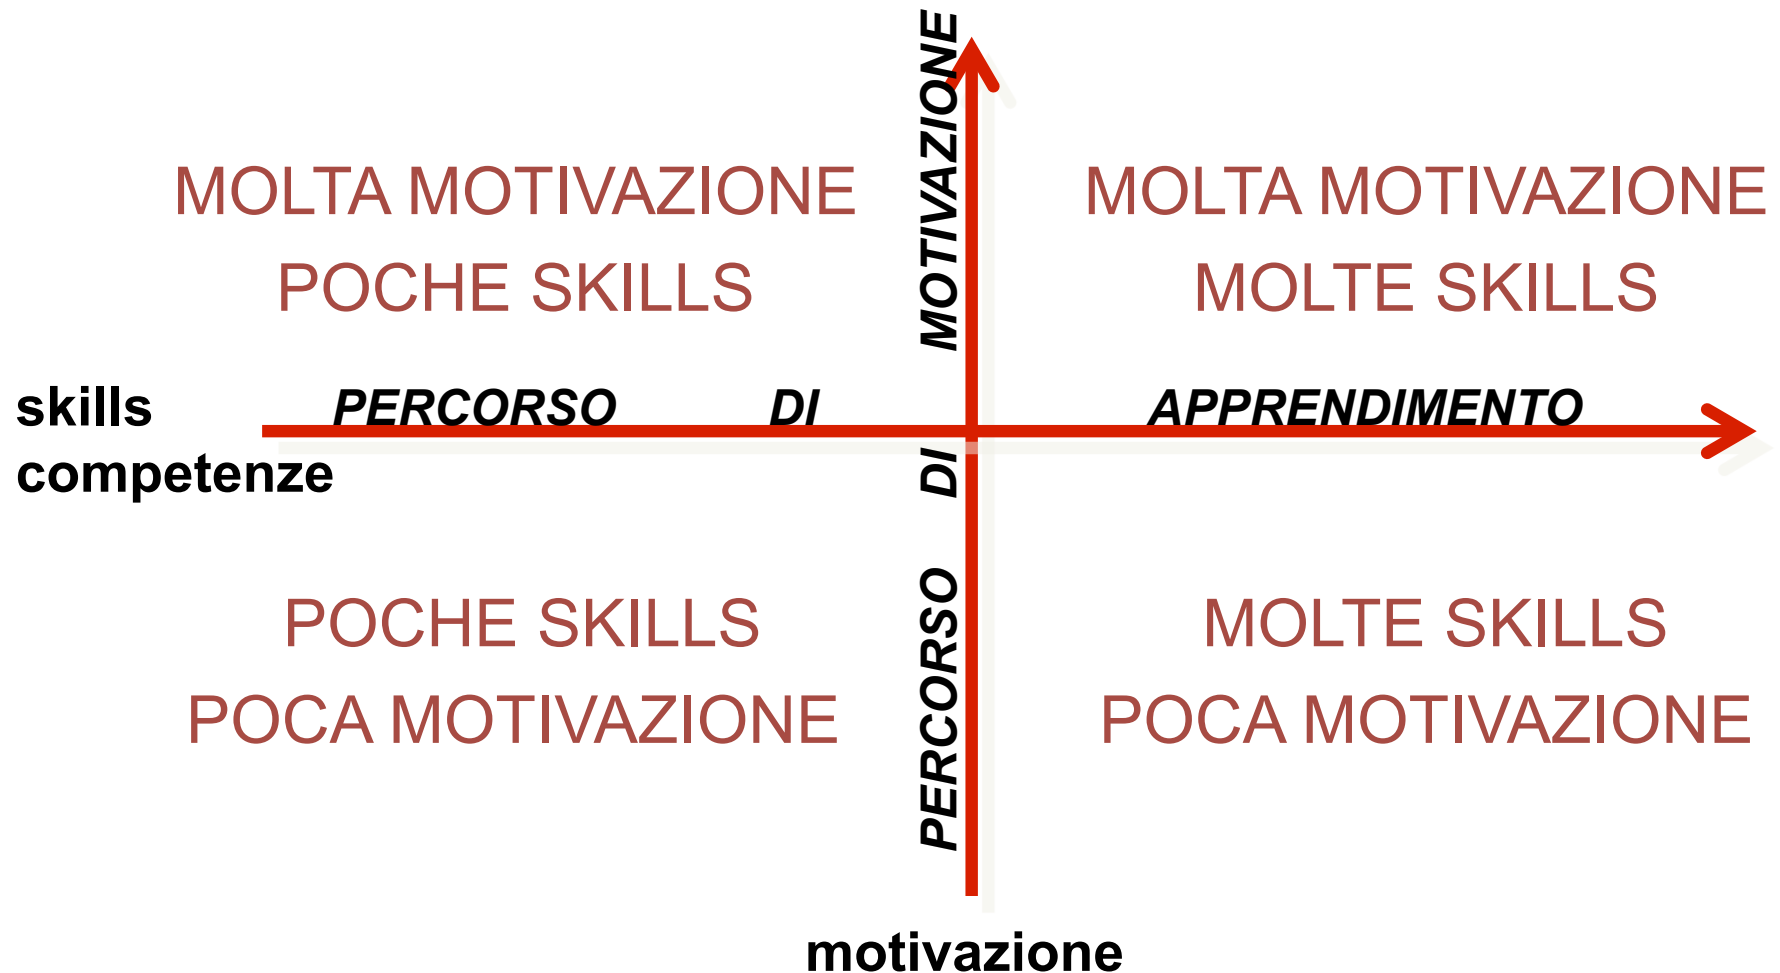 MOLTA MOTIVAZIONE
POCHE SKILLS
MOLTA MOTIVAZIONE
MOLTE SKILLS
skills
competenze
PERCORSO DI APPRENDIMENTO
PERCORSO DI MOTIVAZIONE
POCHE SKILLS
POCA MOTIVAZIONE
MOLTE SKILLS
POCA MOTIVAZIONE
motivazione